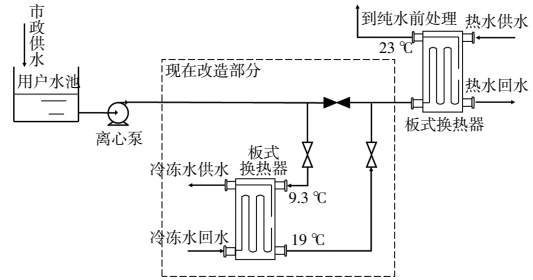 市政供水
用户水池
离心泵
现在改造部分
到纯水前处理
热水供水
23 ℃
热水回水
板式换热器
板式
换热器
冷冻水供水
9.3 ℃
冷冻水回水
19 ℃